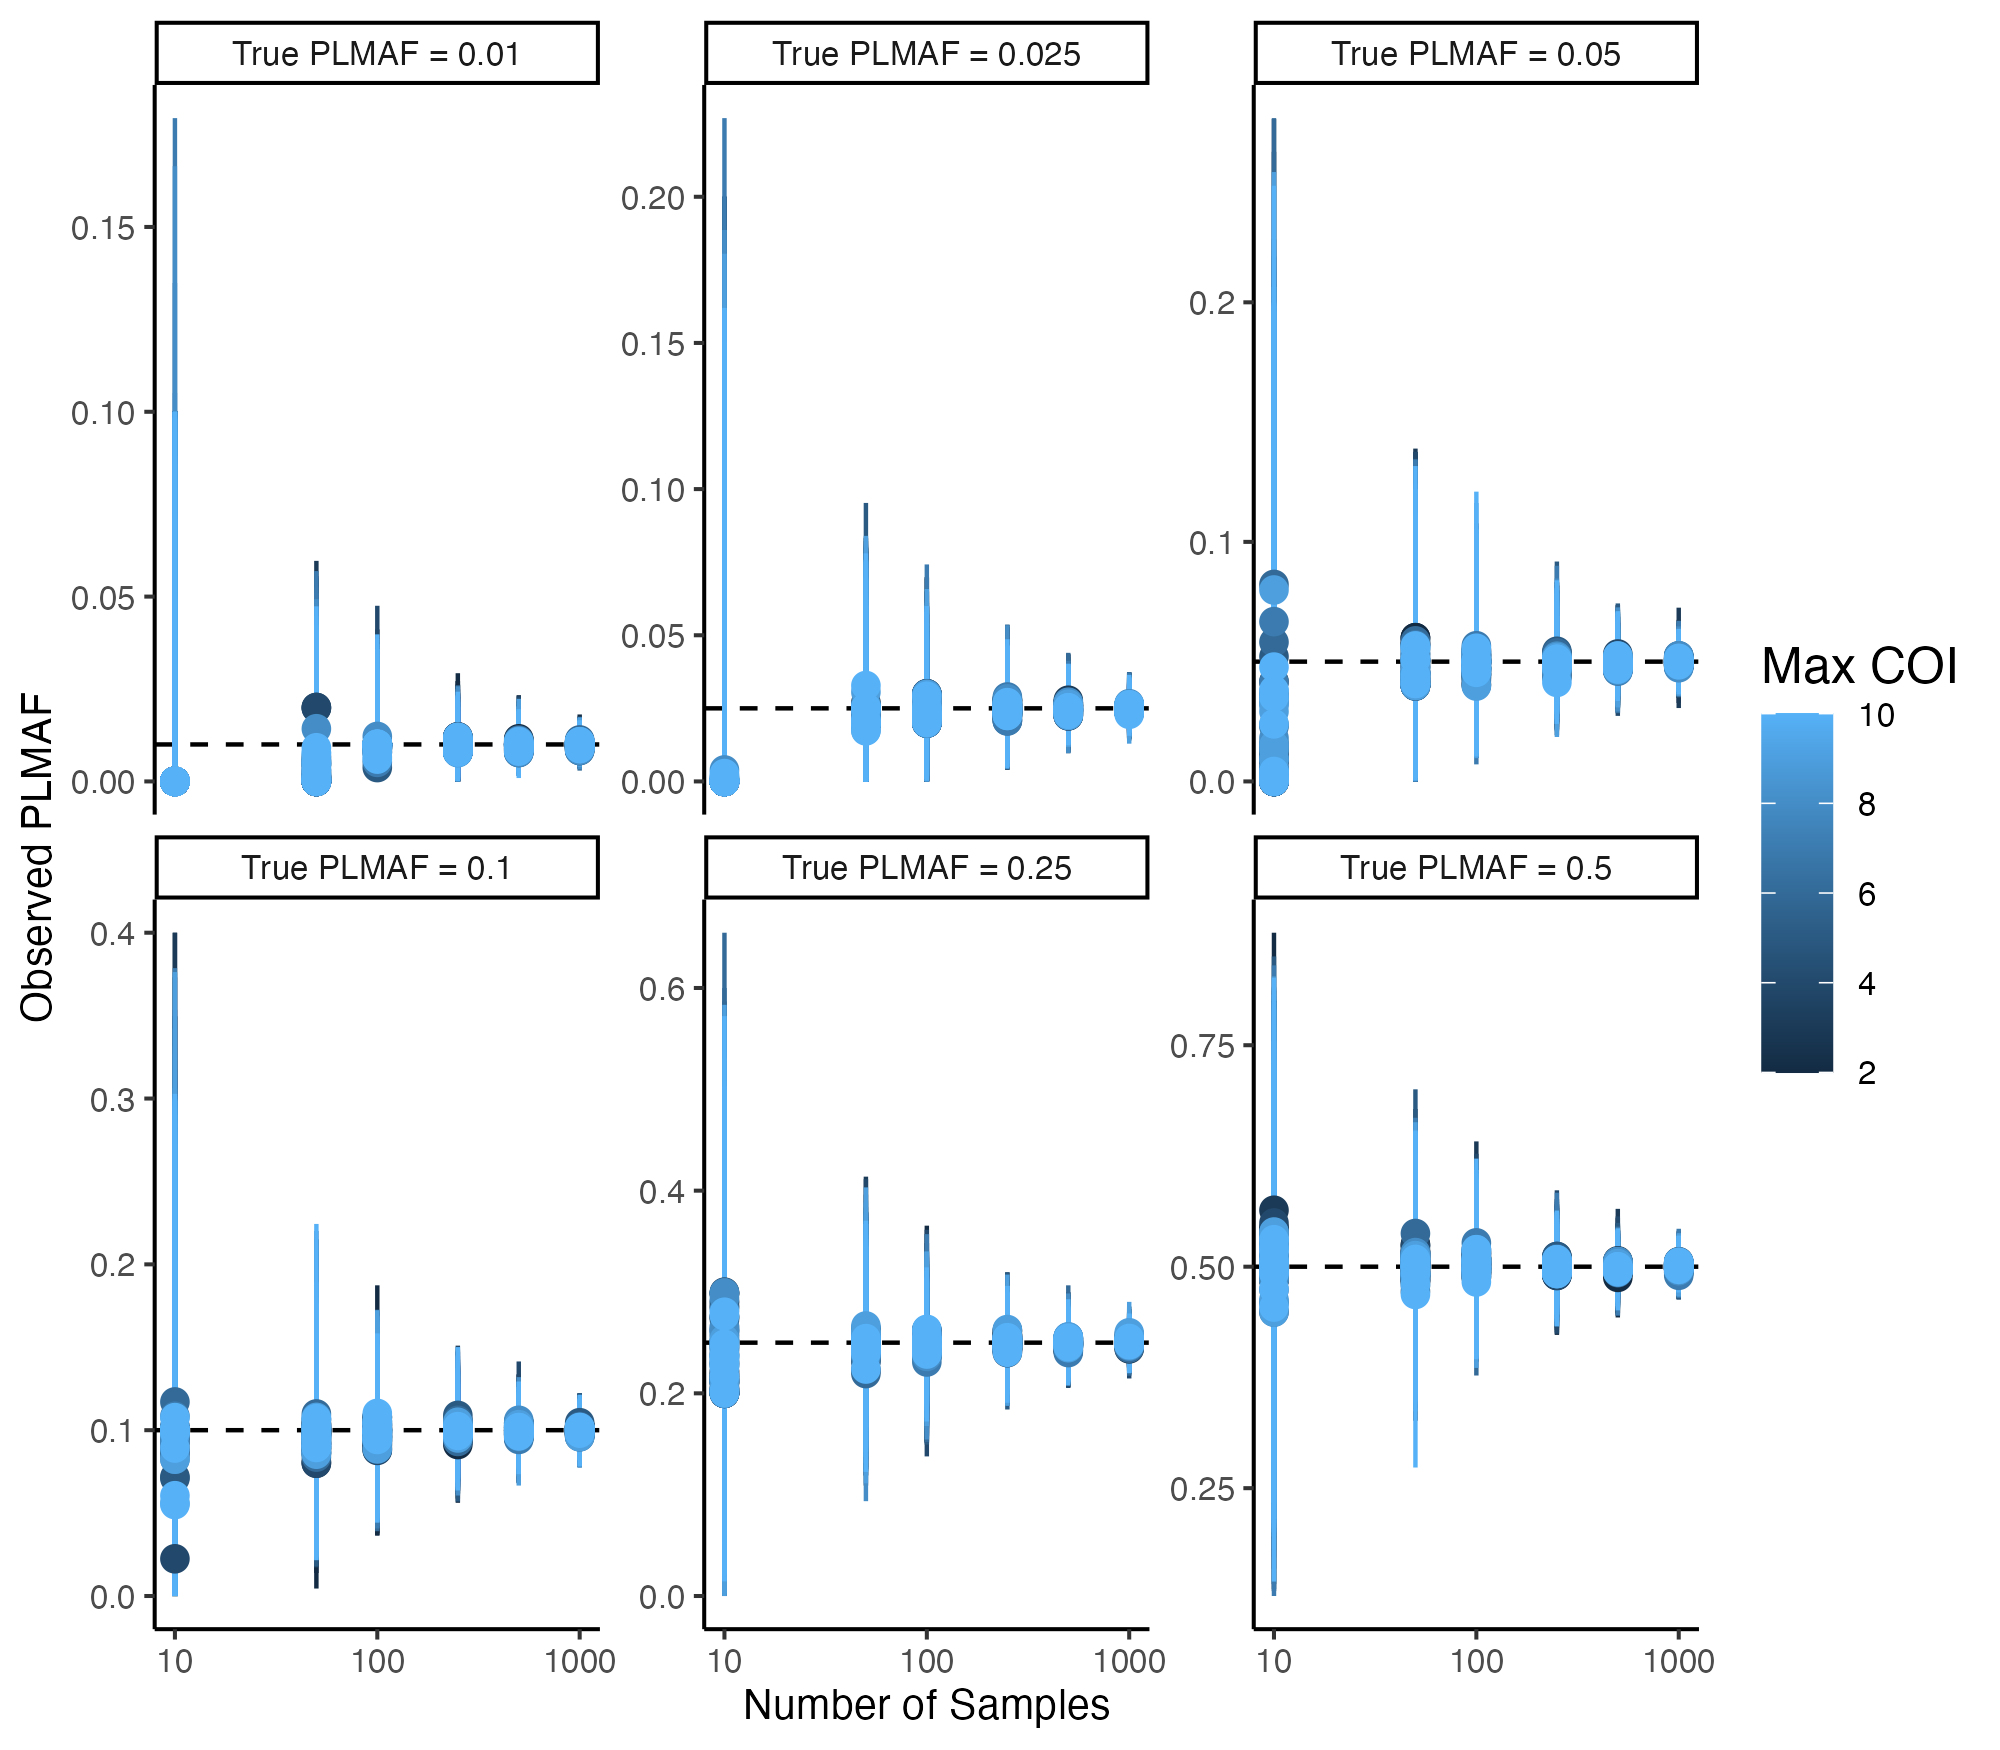 True PLMAF = 0.01
True PLMAF = 0.025
True PLMAF = 0.05
0.15
0.10
0.05
0.00
0.20
0.15
0.10
0.05
0.00
0.2
0.1
0.0
True PLMAF = 0.1
True PLMAF = 0.25
True PLMAF = 0.5
0.4
0.3
0.2
0.1
0.0
0.6
0.4
0.2
0.0
0.75
0.50
0.25
10 100 1000
10 100 1000
10 100 1000
Number of Samples
Observed PLMAF
Max COI
10
8
6
4
2